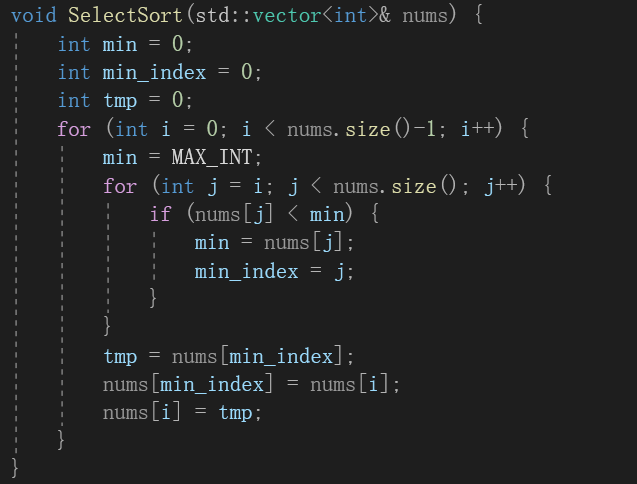 void SelectSort(std::vector<int>& nums) {
    int min = 0;
    int min_index = 0;
    int tmp = 0;
    for (int i = 0; i < nums.size()-1; i++) {
        min = MAX_INT;
        for (int j = i; j < nums.size(); j++) {
            if (nums[j] < min) {
                min = nums[j];
                min_index = j;
            }
        }
        tmp = nums[min_index];
        nums[min_index] = nums[i];
        nums[i] = tmp;
    }
}